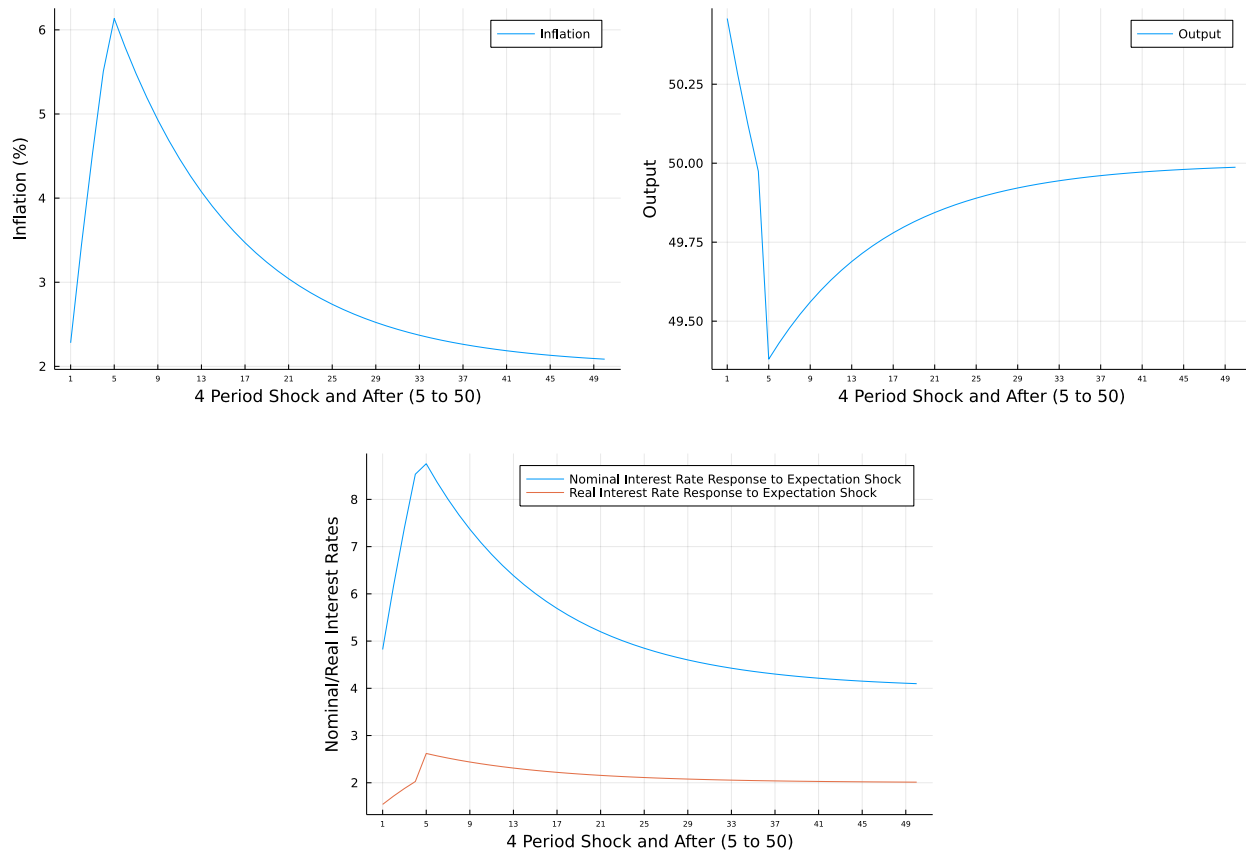 Inflation (%)
6
5
4
3
2
Inflation
1 5 9 13 17 21 25 29 33 37 41 45 49
4 Period Shock and After (5 to 50)
Output
50.25
50.00
49.75
49.50
Output
1 5 9 13 17 21 25 29 33 37 41 45 49
4 Period Shock and After (5 to 50)
Nominal/Real Interest Rates
8
7
6
5
4
3
2
Nominal Interest Rate Response to Expectation Shock
Real Interest Rate Response to Expectation Shock
1 5 9 13 17 21 25 29 33 37 41 45 49
4 Period Shock and After (5 to 50)